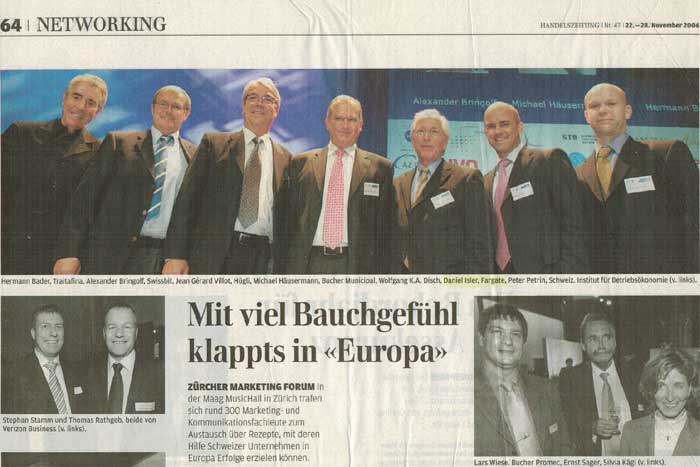 64 | NETWORKING
HANDELSZEITUNG | Nr. 47 | 22.–28. November 2006
Alexander Bringolf
Michael Häuser
Hermann
Hermann Bader, Traitafina, Alexander Bringolf, Swissbit, Jean Gérard Villot, Hügli, Michael Häusermann, Bucher Municipal, Wolfgang K.A. Disch, Daniel Isler, Fargate, Peter Petrin, Schweiz. Institut für Betriebsökonomie (v. links).
Mit viel Bauchgefühl
klappts in «Europa»
ZÜRCHER MARKETING FORUM In
der Maag MusicHall in Zürich trafen
sich rund 300 Marketing- und
Kommunikationsfachleute zum
Austausch über Rezepte, mit deren
Hilfe Schweizer Unternehmen in
Europa Erfolge erzielen können.
Stephan Stamm und Thomas Rathgeb, beide von
Verizon Business (v. links).
Lars Wiese, Bucher Promec, Ernst Sager, Silvia Kägi (v. links).